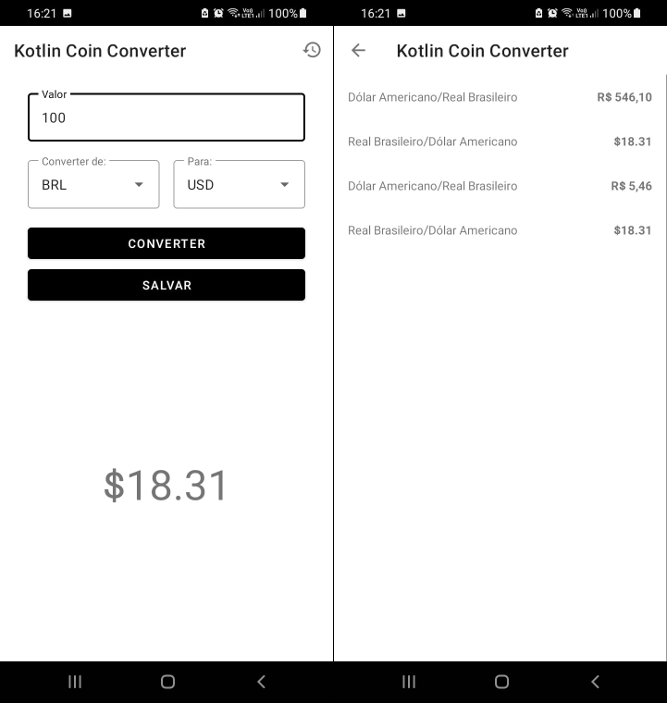 16:21 100%
Kotlin Coin Converter
Valor
100
Converter de: Para:
BRL USD
CONVERTER
SALVAR
$18.31
16:21 100%
Kotlin Coin Converter
Dólar Americano/Real Brasileiro R$ 546,10
Real Brasileiro/Dólar Americano $18.31
Dólar Americano/Real Brasileiro R$ 5,46
Real Brasileiro/Dólar Americano $18.31